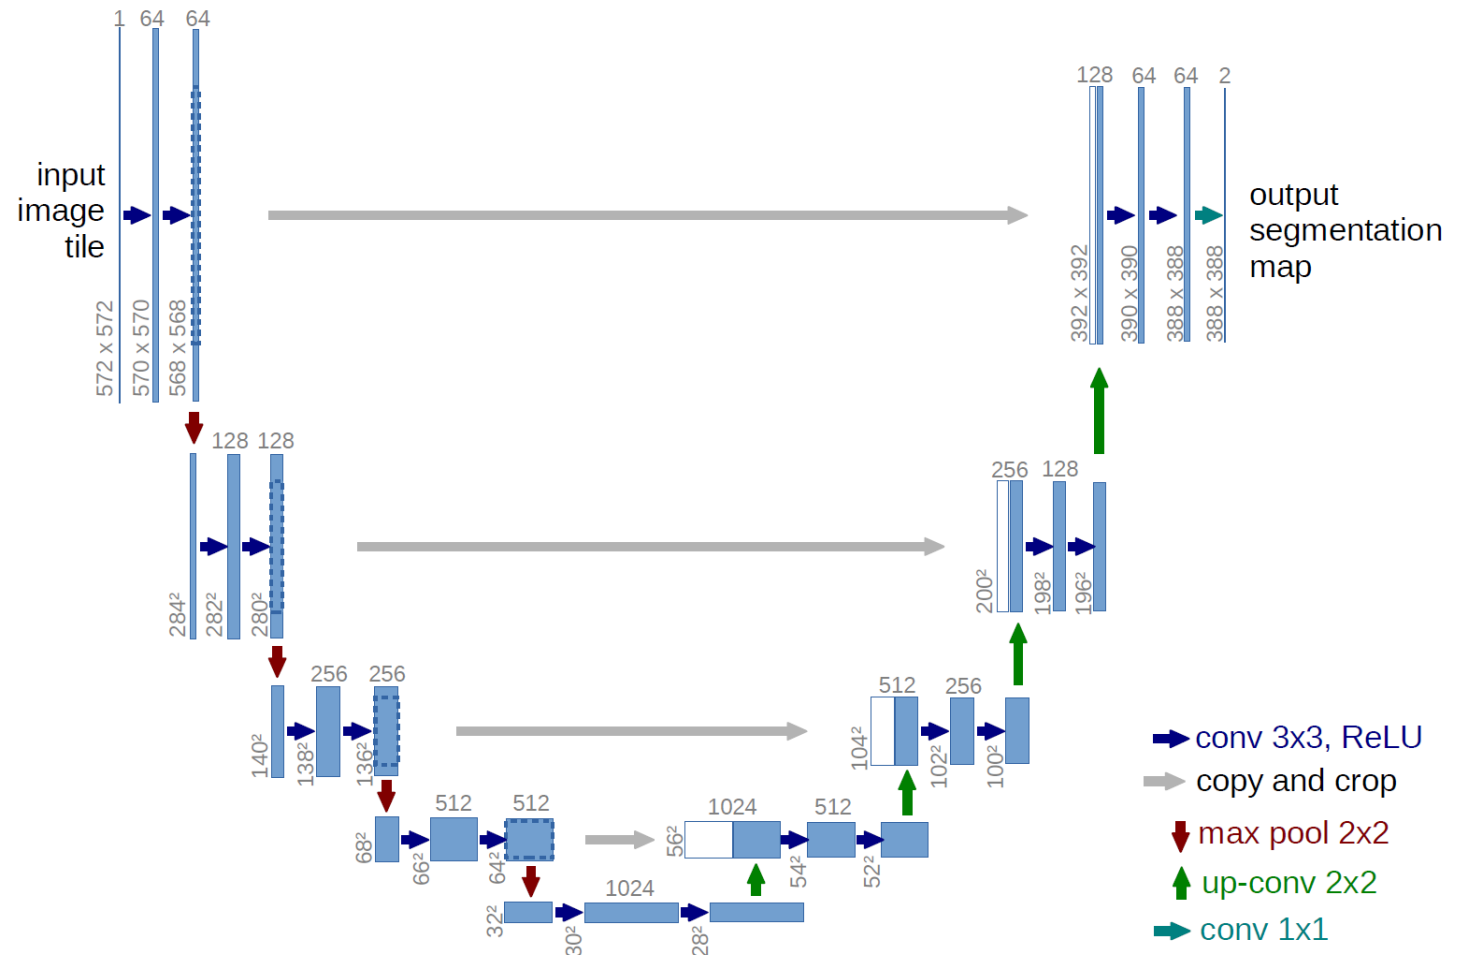 1 64 64
128 64 64 2
input
image
tile
output
segmentation
map
572 x 572
570 x 570
568 x 568
392 x 392
390 x 390
388 x 388
388 x 388
128 128
256 128
284²
282²
280²
200²
198²
196²
256 256
512 256
140²
138²
136²
104²
102²
100²
512 512
1024 512
68²
66²
64²
56²
54²
52²
1024
32²
30²
28²
conv 3x3, ReLU
copy and crop
max pool 2x2
up-conv 2x2
conv 1x1